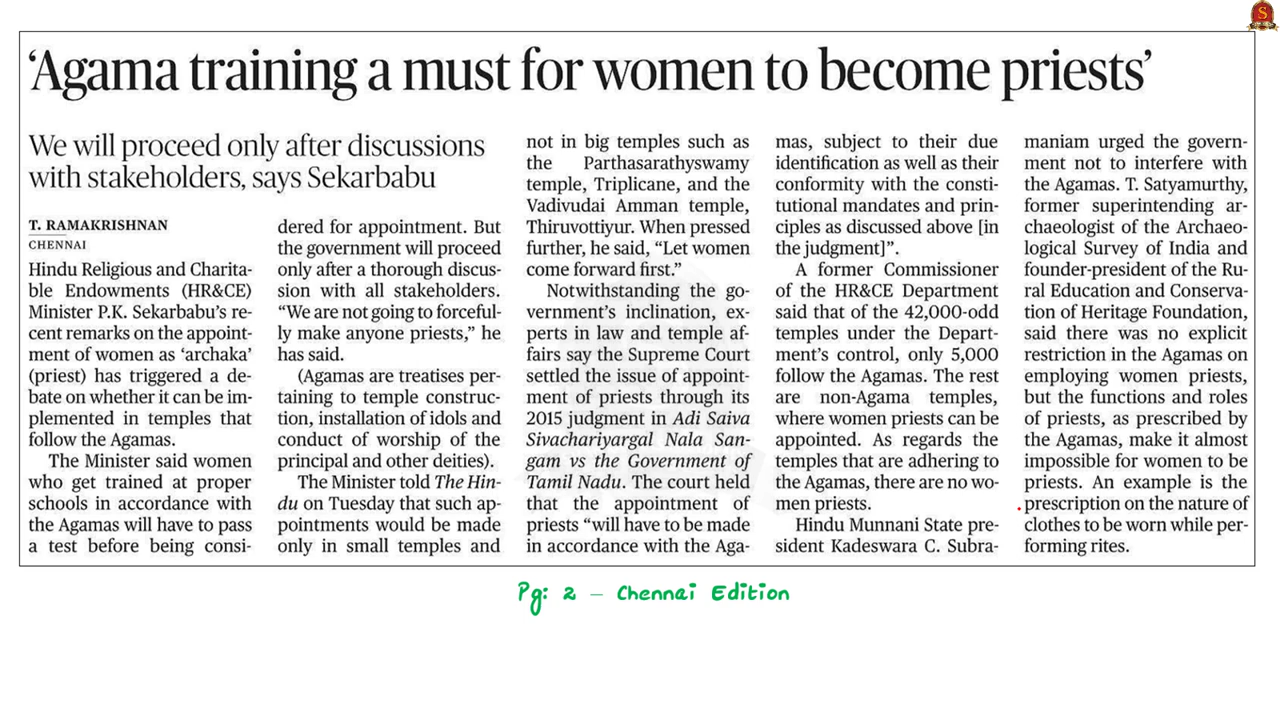 'Agama training a must for women to become priests'
We will proceed only after discussions
with stakeholders, says Sekarbabu
T. RAMAKRISHNAN
CHENNAI
Hindu Religious and Charita-
ble Endowments (HR&CE)
Minister P.K. Sekarbabu's re-
cent remarks on the appoint-
ment of women as 'archaka'
(priest) has triggered a de-
bate on whether it can be im-
plemented in temples that
follow the Agamas.
The Minister said women
who get trained at proper
schools in accordance with
the Agamas will have to pass
a test before being consi-
dered for appointment. But
the government will proceed
only after a thorough discus-
sion with all stakeholders.
"We are not going to forceful-
ly make anyone priests," he
has said.
(Agamas are treatises per-
taining to temple construc-
tion, installation of idols and
conduct of worship of the
principal and other deities).
The Minister told The Hin-
du on Tuesday that such ap-
pointments would be made
only in small temples and
not in big temples such as
the Parthasarathyswamy
temple, Triplicane, and the
Vadivudai Amman temple,
Thiruvottiyur. When pressed
further, he said, "Let women
come forward first."
Notwithstanding the go-
vernment's inclination, ex-
perts in law and temple af-
fairs say the Supreme Court
settled the issue of appoint-
ment of priests through its
2015 judgment in Adi Saiva
Sivachariyargal Nala San-
gam vs the Government of
Tamil Nadu. The court held
that the appointment of
priests "will have to be made
in accordance with the Aga-
mas, subject to their due
identification as well as their
conformity with the consti-
tutional mandates and prin-
ciples as discussed above [in
the judgment]".
A former Commissioner
of the HR&CE Department
said that of the 42,000-odd
temples under the Depart-
ment's control, only 5,000
follow the Agamas. The rest
are non-Agama temples,
where women priests can be
appointed. As regards the
temples that are adhering to
the Agamas, there are no wo-
men priests.
Hindu Munnani State pre-
sident Kadeswara C. Subra-
maniam urged the govern-
ment not to interfere with
the Agamas. T. Satyamurthy,
former superintending ar-
chaeologist of the Archaeo-
logical Survey of India and
founder-president of the Ru-
ral Education and Conserva-
tion of Heritage Foundation,
said there was no explicit
restriction in the Agamas on
employing women priests,
but the functions and roles
of priests, as prescribed by
the Agamas, make it almost
impossible for women to be
priests. An example is the
prescription on the nature of
clothes to be worn while per-
forming rites.
Pg: 2 – Chennai Edition